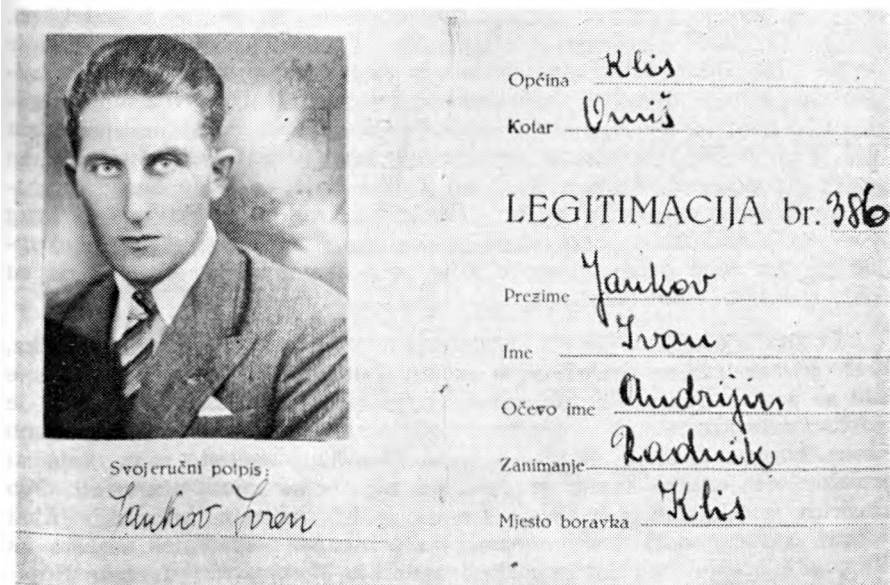 Općina Klis
Kotar Omiš
LEGITIMACIJA br. 386
Prezime Jankov
Ime Ivan
Očevo ime Andrijin
Zanimanje Radnik
Mjesto boravka Klis
Svojeručni potpis:
Jankov Ivan